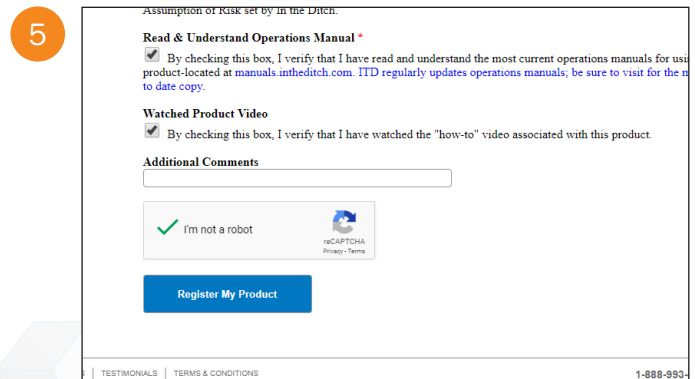 5
Assumption of Risk set by In the Ditch.
Read & Understand Operations Manual *
By checking this box, I verify that I have read and understand the most current operations manuals for
product-located at manuals.intheditch.com. ITD regularly updates operations manuals; be sure to visit for the
to date copy.
Watched Product Video
By checking this box, I verify that I have watched the "how-to" video associated with this product.
Additional Comments
I'm not a robot
reCAPTCHA
Privacy - Terms
Register My Product
TESTIMONIALS | TERMS & CONDITIONS
1-888-993-